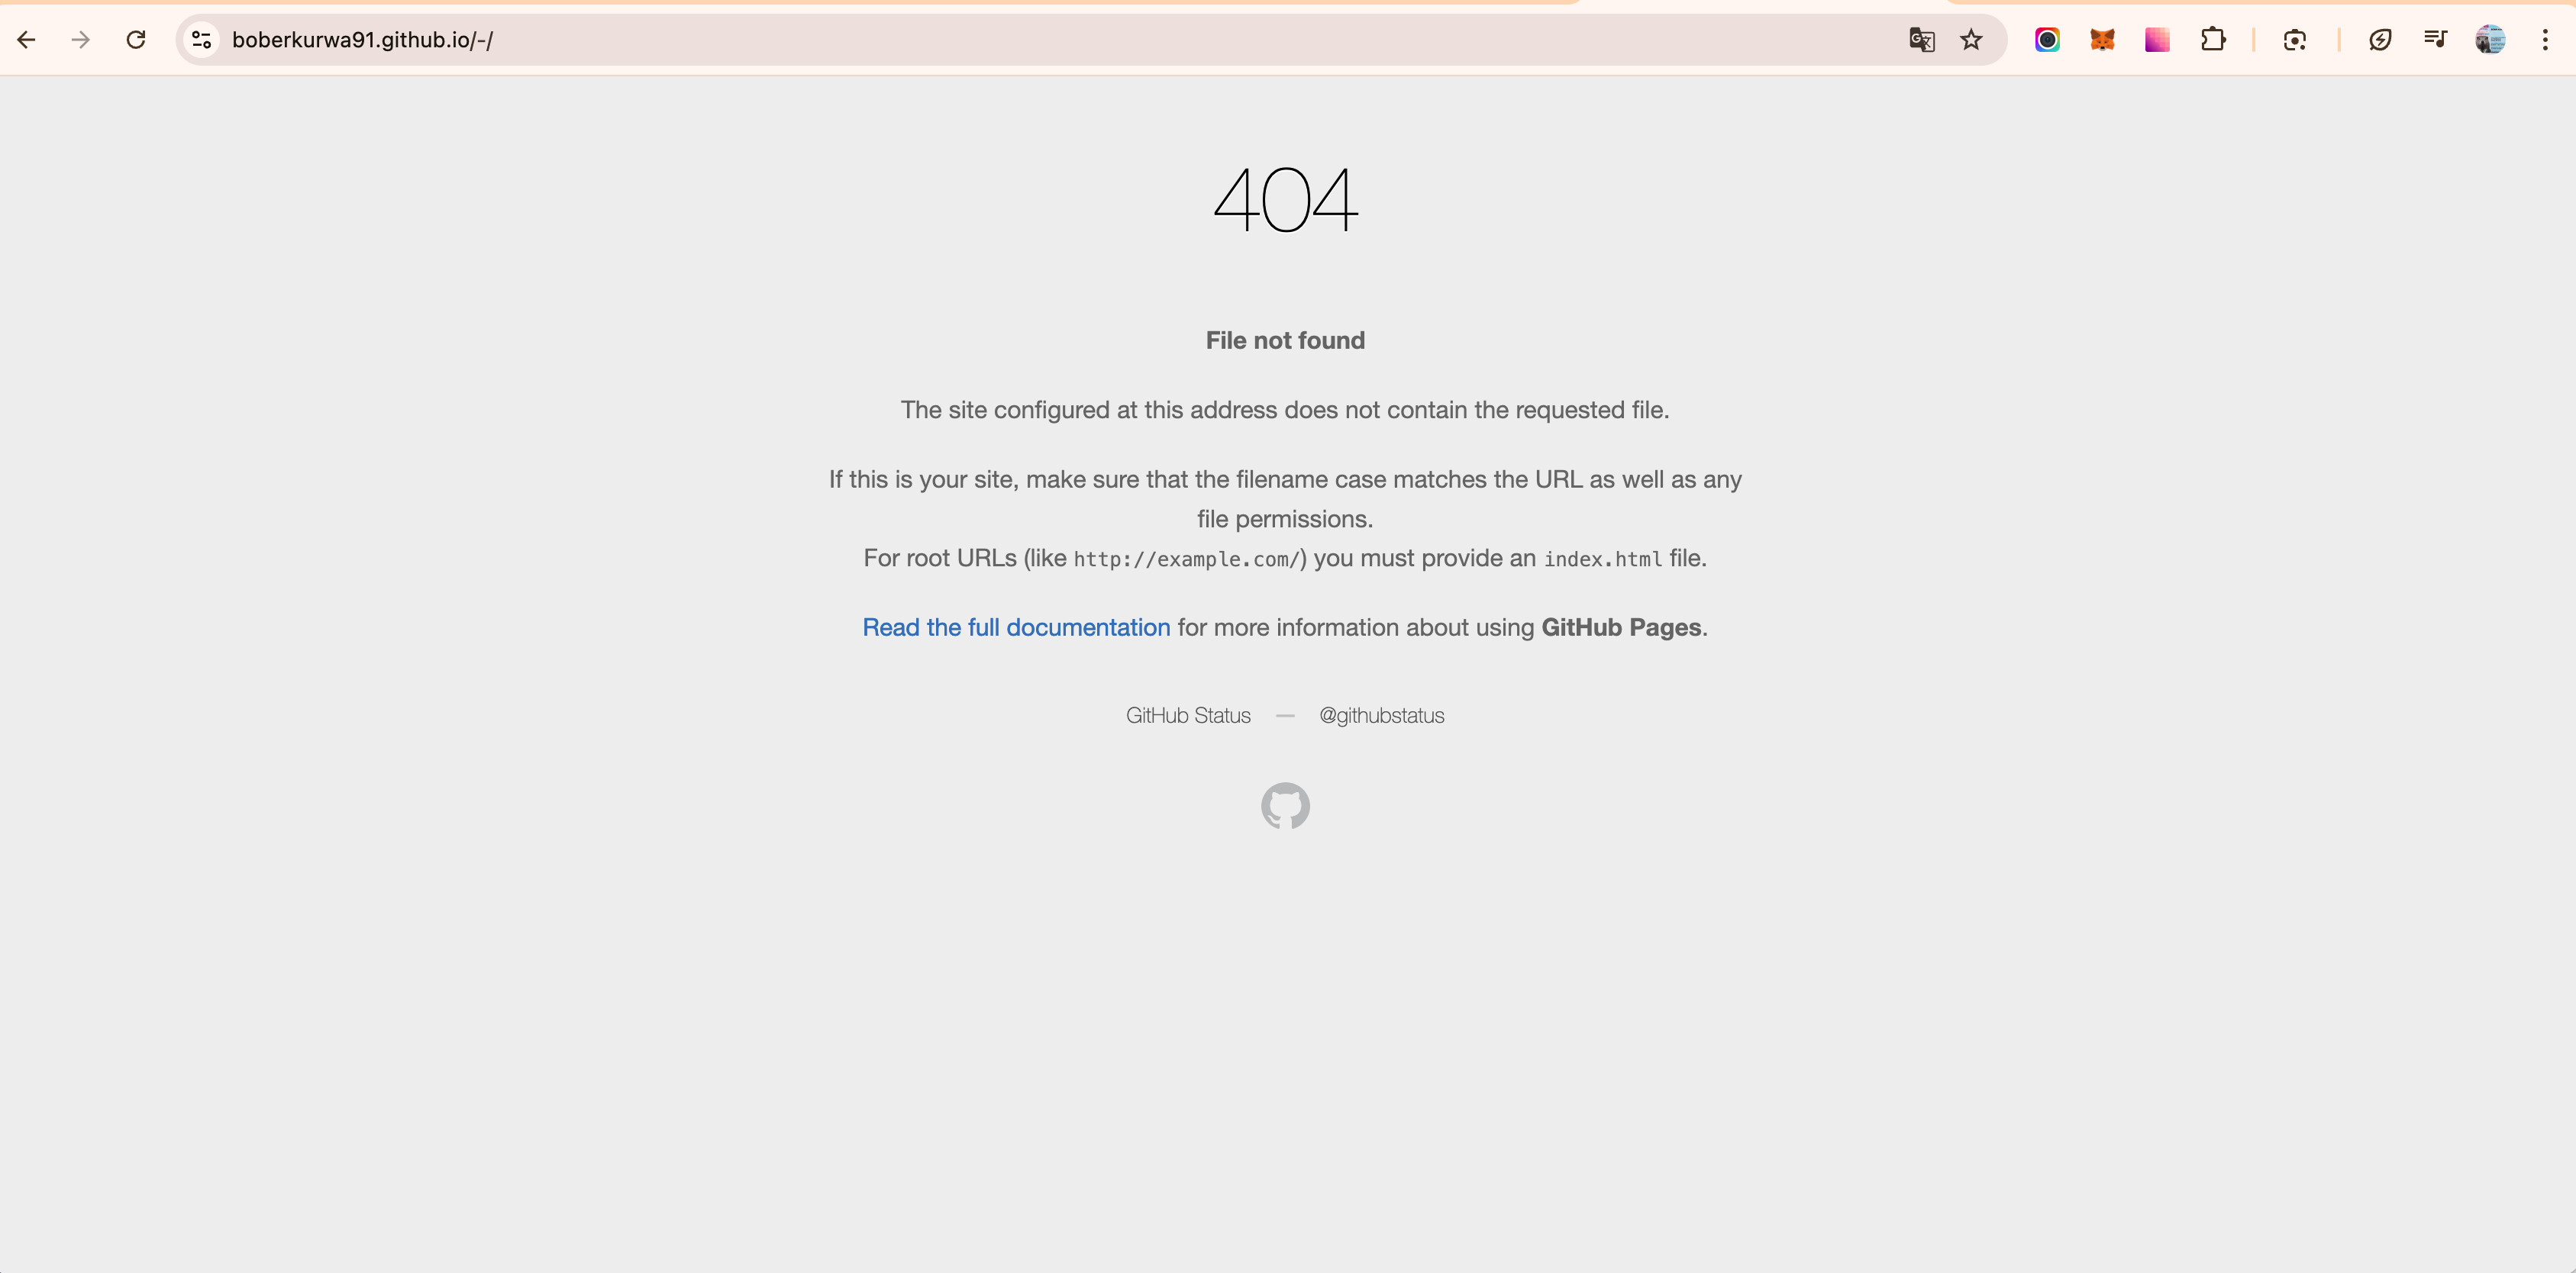 boberkurwa91.github.io/-/
404
File not found
The site configured at this address does not contain the requested file.
If this is your site, make sure that the filename case matches the URL as well as any
file permissions.
For root URLs (like http://example.com/) you must provide an index.html file.
Read the full documentation for more information about using GitHub Pages.
GitHub Status — @githubstatus